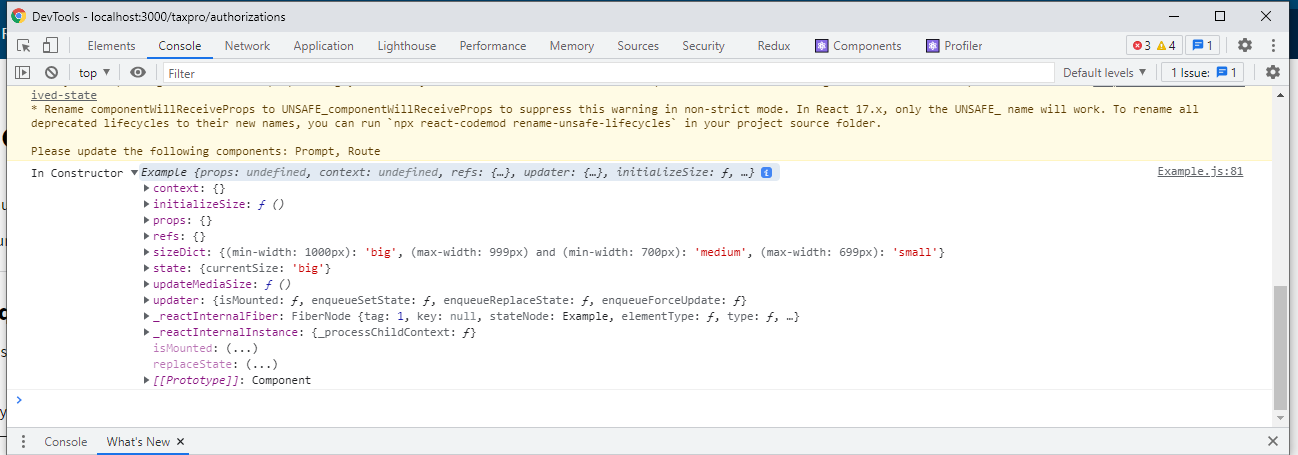 DevTools - localhost:3000/taxpro/authorizations
Elements Console Network Application Lighthouse Performance Memory Sources Security Redux Components Profiler 3 4 1
top Filter Default levels 1 Issue: 1
ived-state
* Rename componentWillReceiveProps to UNSAFE_componentWillReceiveProps to suppress this warning in non-strict mode. In React 17.x, only the UNSAFE_ name will work. To rename all
deprecated lifecycles to their new names, you can run `npx react-codemod rename-unsafe-lifecycles` in your project source folder.
Please update the following components: Prompt, Route
In Constructor Example {props: undefined, context: undefined, refs: {…}, updater: {…}, initializeSize: ƒ, …} i Example.js:81
context: {}
initializeSize: ƒ ()
props: {}
refs: {}
sizeDict: {(min-width: 1000px): 'big', (max-width: 999px) and (min-width: 700px): 'medium', (max-width: 699px): 'small'}
state: {currentSize: 'big'}
updateMediaSize: ƒ ()
updater: {isMounted: ƒ, enqueueSetState: ƒ, enqueueReplaceState: ƒ, enqueueForceUpdate: ƒ}
_reactInternalFiber: FiberNode {tag: 1, key: null, stateNode: Example, elementType: ƒ, type: ƒ, …}
_reactInternalInstance: {_processChildContext: ƒ}
isMounted: (...)
replaceState: (...)
[[Prototype]]: Component
Console What's New